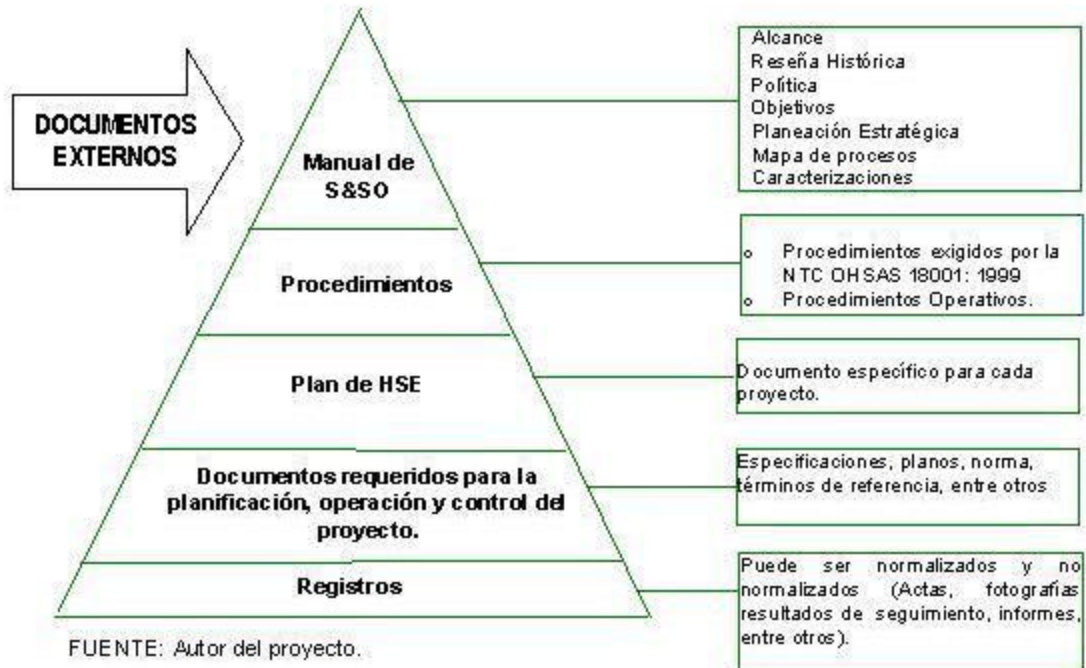 DOCUMENTOS
EXTERNOS
Manual de
S&SO
Alcance
Reseña Histórica
Política
Objetivos
Planeación Estratégica
Mapa de procesos
Caracterizaciones
Procedimientos
o Procedimientos exigidos por la
NTC OHSAS 18001: 1999
o Procedimientos Operativos.
Plan de HSE
Documento específico para cada
proyecto.
Documentos requeridos para la
planificación, operación y control del
proyecto.
Especificaciones, planos, norma,
términos de referencia, entre otros
Registros
Puede ser normalizados y no
normalizados (Actas, fotografías
resultados de seguimiento, informes,
entre otros).
FUENTE: Autor del proyecto.